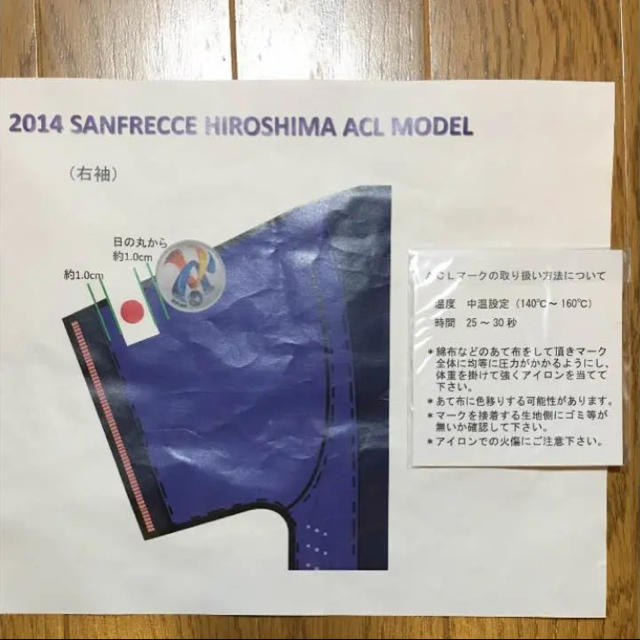 2014 SANFRECCE HIROSHIMA ACL MODEL
（右袖）
日の丸から
約1.0cm
約1.0cm
ACLマークの取り扱い方法について
温度　中温設定（140℃～160℃）
時間　25～30秒
＊綿布などのあて布をして頂きマーク
全体に均等に圧力がかかるようにし、
体重を掛けて強くアイロンを当てて
下さい。
＊あて布に色移りする可能性があります。
＊マークを接着する生地側にゴミ等が
無いか確認して下さい。
＊アイロンでの火傷にご注意下さい。